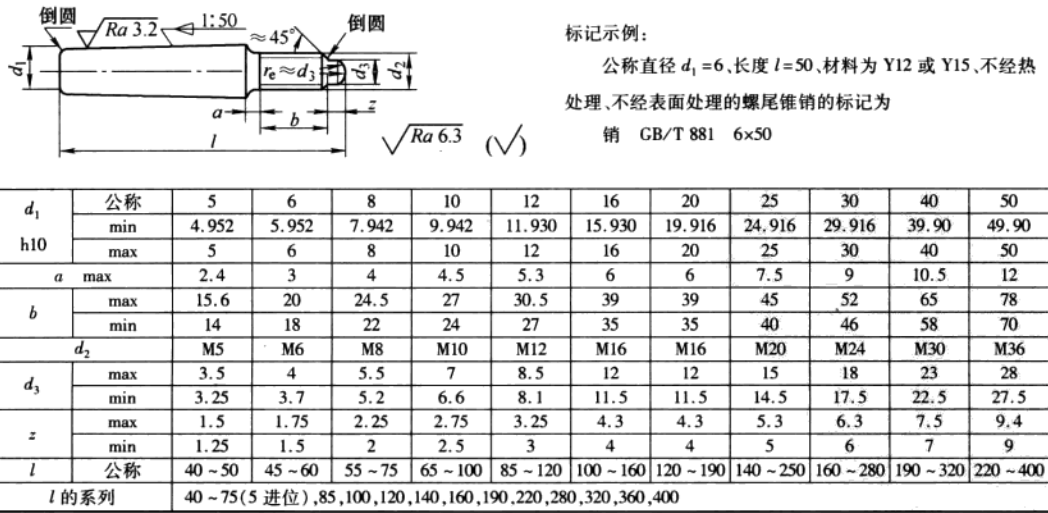 倒圆
Ra 3.2
1:50
≈45°
倒圆
d₁
rₑ≈d₃
d₃
d₂
a
b
z
l
Ra 6.3
(√)
标记示例:
公称直径 d₁=6、长度 l=50、材料为 Y12 或 Y15、不经热
处理、不经表面处理的螺尾锥销的标记为
销 GB/T 881 6×50
d₁ h10 公称 5 6 8 10 12 16 20 25 30 40 50
min 4.952 5.952 7.942 9.942 11.930 15.930 19.916 24.916 29.916 39.90 49.90
max 5 6 8 10 12 16 20 25 30 40 50
a max 2.4 3 4 4.5 5.3 6 6 7.5 9 10.5 12
b max 15.6 20 24.5 27 30.5 39 39 45 52 65 78
min 14 18 22 24 27 35 35 40 46 58 70
d₂ M5 M6 M8 M10 M12 M16 M16 M20 M24 M30 M36
d₃ max 3.5 4 5.5 7 8.5 12 12 15 18 23 28
min 3.25 3.7 5.2 6.6 8.1 11.5 11.5 14.5 17.5 22.5 27.5
z max 1.5 1.75 2.25 2.75 3.25 4.3 4.3 5.3 6.3 7.5 9.4
min 1.25 1.5 2 2.5 3 4 4 5 6 7 9
l 公称 40~50 45~60 55~75 65~100 85~120 100~160 120~190 140~250 160~280 190~320 220~400
l 的系列 40~75(5 进位),85,100,120,140,160,190,220,280,320,360,400